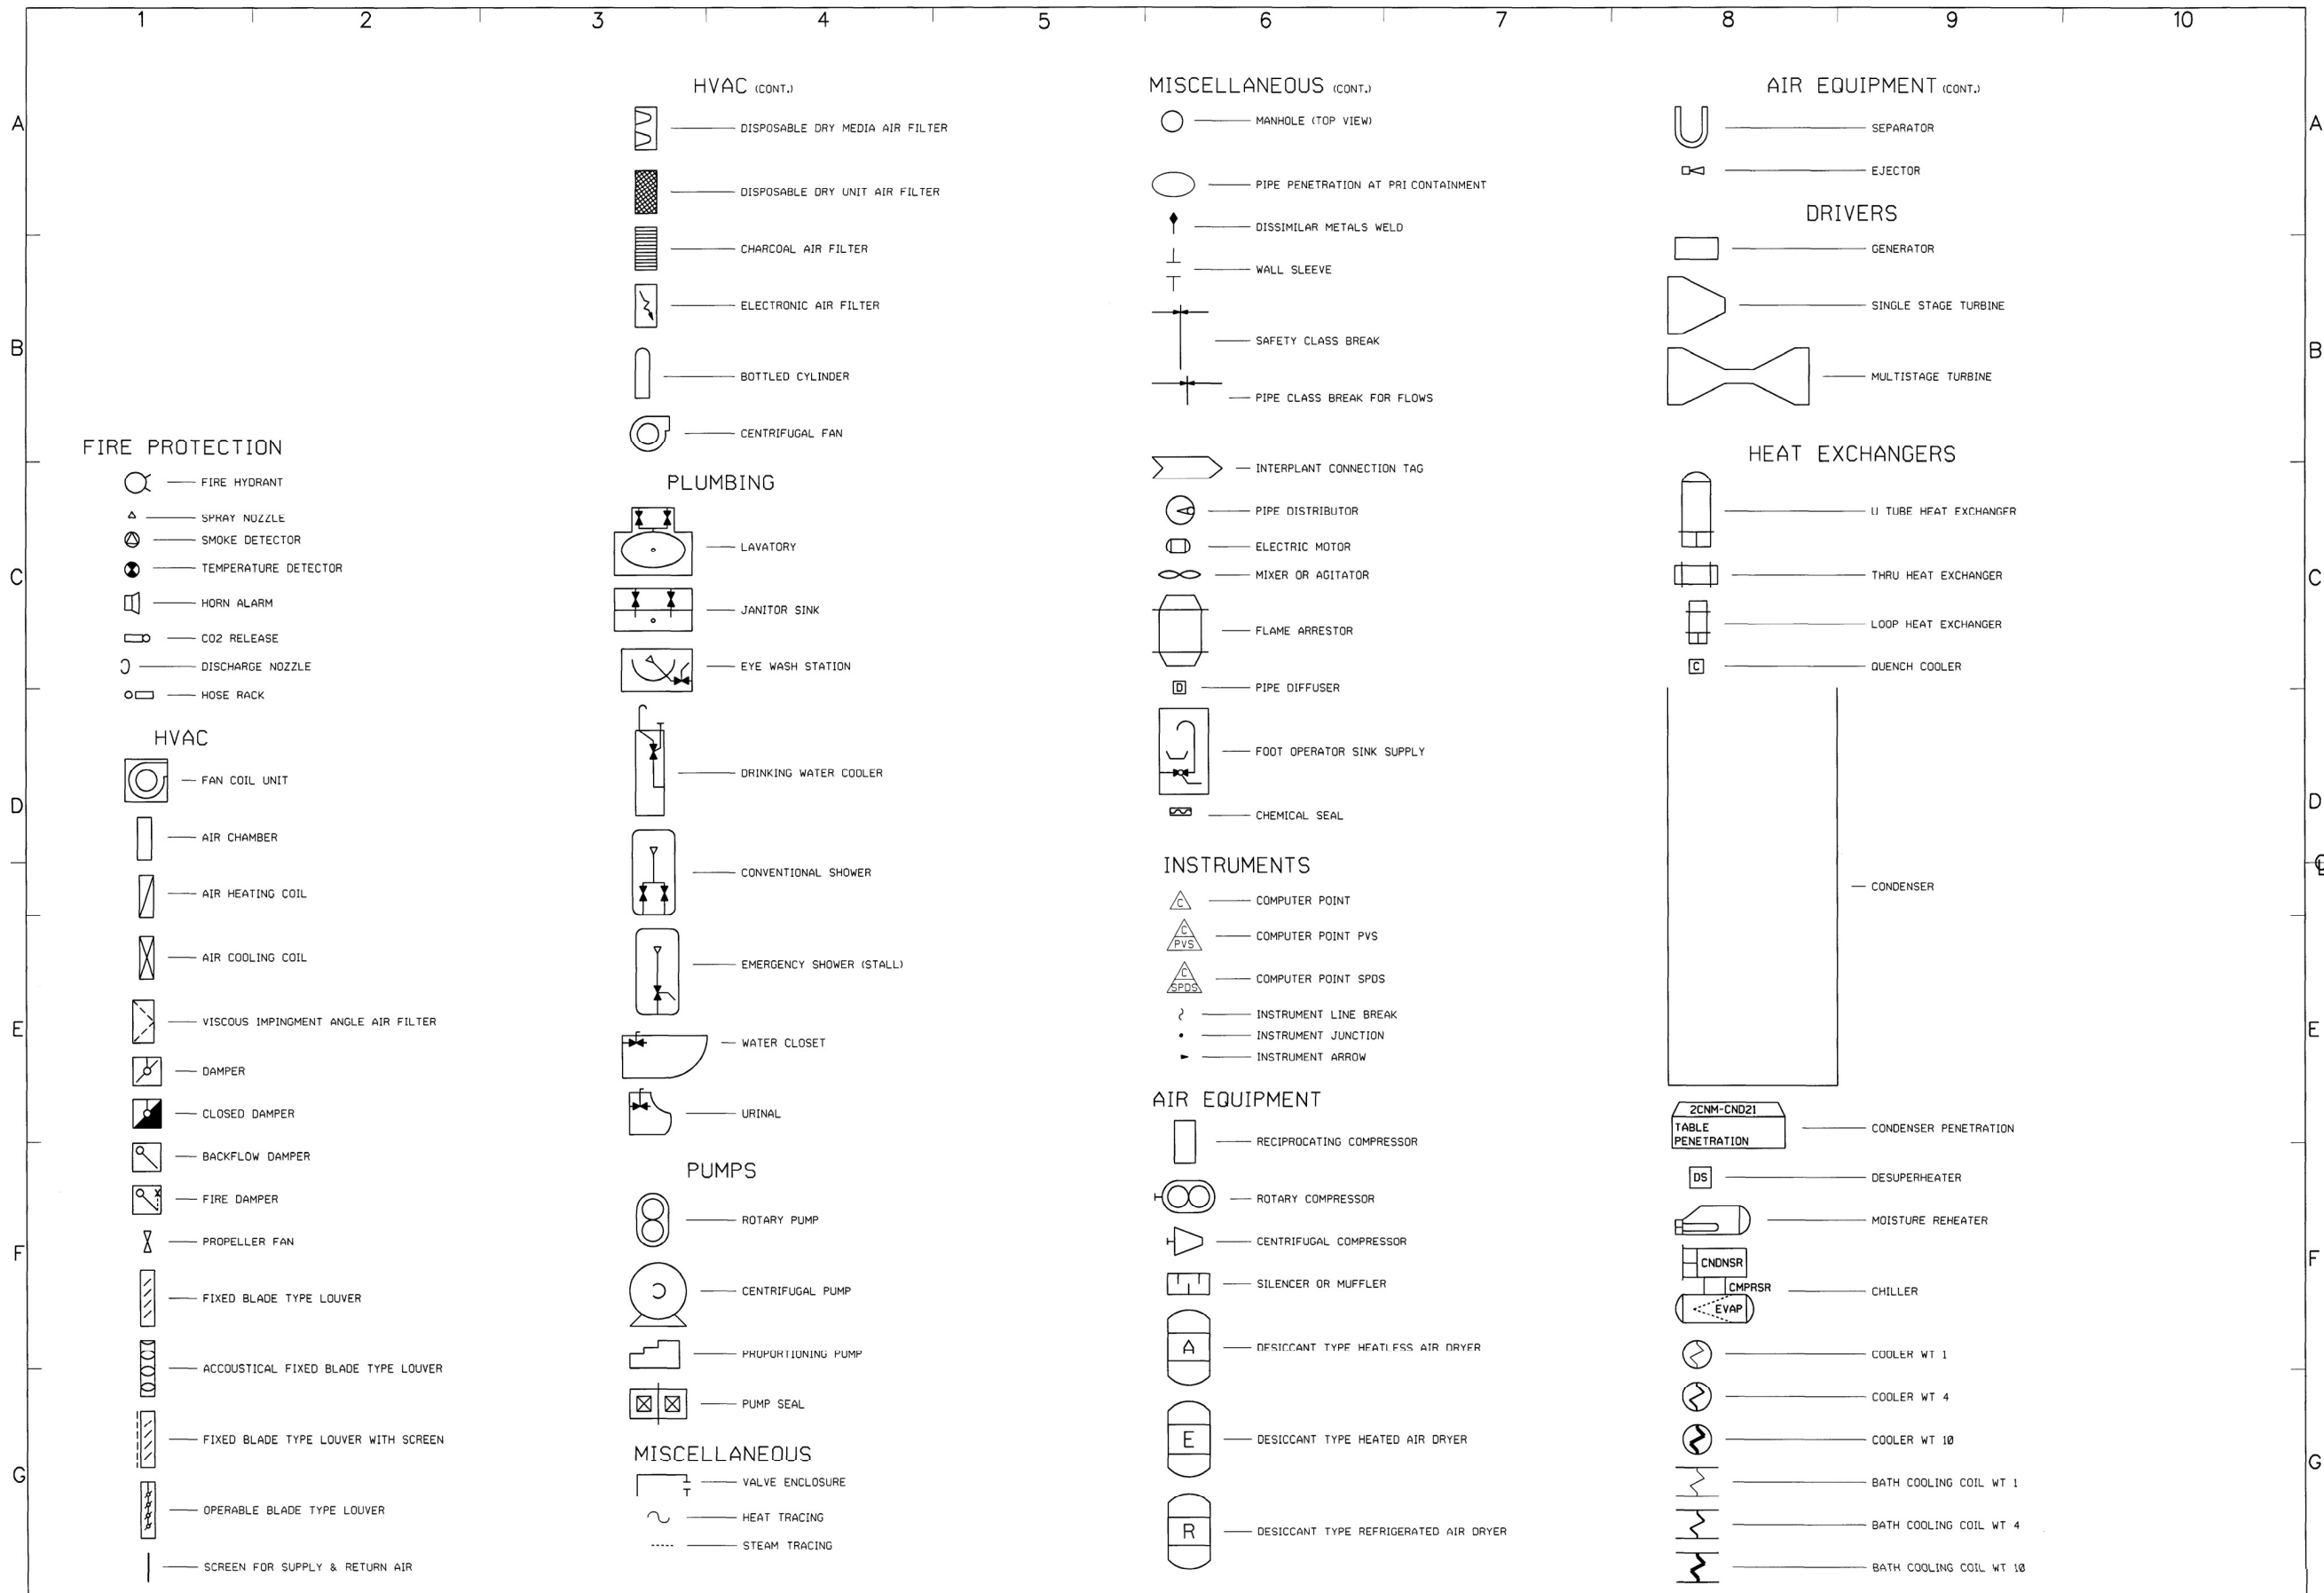 1 2 3 4 5 6 7 8 9 10
A
B
C
D
E
F
G
FIRE PROTECTION
FIRE HYDRANT
SPRAY NOZZLE
SMOKE DETECTOR
TEMPERATURE DETECTOR
HORN ALARM
CO2 RELEASE
DISCHARGE NOZZLE
HOSE RACK
HVAC
FAN COIL UNIT
AIR CHAMBER
AIR HEATING COIL
AIR COOLING COIL
VISCOUS IMPINGMENT ANGLE AIR FILTER
DAMPER
CLOSED DAMPER
BACKFLOW DAMPER
FIRE DAMPER
PROPELLER FAN
FIXED BLADE TYPE LOUVER
ACCOUSTICAL FIXED BLADE TYPE LOUVER
FIXED BLADE TYPE LOUVER WITH SCREEN
OPERABLE BLADE TYPE LOUVER
SCREEN FOR SUPPLY & RETURN AIR
HVAC (CONT.)
DISPOSABLE DRY MEDIA AIR FILTER
DISPOSABLE DRY UNIT AIR FILTER
CHARCOAL AIR FILTER
ELECTRONIC AIR FILTER
BOTTLED CYLINDER
CENTRIFUGAL FAN
PLUMBING
LAVATORY
JANITOR SINK
EYE WASH STATION
DRINKING WATER COOLER
CONVENTIONAL SHOWER
EMERGENCY SHOWER (STALL)
WATER CLOSET
URINAL
PUMPS
ROTARY PUMP
CENTRIFUGAL PUMP
PROPORTIONING PUMP
PUMP SEAL
MISCELLANEOUS
VALVE ENCLOSURE
HEAT TRACING
STEAM TRACING
MISCELLANEOUS (CONT.)
MANHOLE (TOP VIEW)
PIPE PENETRATION AT PRI CONTAINMENT
DISSIMILAR METALS WELD
WALL SLEEVE
SAFETY CLASS BREAK
PIPE CLASS BREAK FOR FLOWS
INTERPLANT CONNECTION TAG
PIPE DISTRIBUTOR
ELECTRIC MOTOR
MIXER OR AGITATOR
FLAME ARRESTOR
D PIPE DIFFUSER
FOOT OPERATOR SINK SUPPLY
CHEMICAL SEAL
INSTRUMENTS
C COMPUTER POINT
C
PVS COMPUTER POINT PVS
C
SPDS COMPUTER POINT SPDS
INSTRUMENT LINE BREAK
INSTRUMENT JUNCTION
INSTRUMENT ARROW
AIR EQUIPMENT
RECIPROCATING COMPRESSOR
ROTARY COMPRESSOR
CENTRIFUGAL COMPRESSOR
SILENCER OR MUFFLER
A DESICCANT TYPE HEATLESS AIR DRYER
E DESICCANT TYPE HEATED AIR DRYER
R DESICCANT TYPE REFRIGERATED AIR DRYER
AIR EQUIPMENT (CONT.)
SEPARATOR
EJECTOR
DRIVERS
GENERATOR
SINGLE STAGE TURBINE
MULTISTAGE TURBINE
HEAT EXCHANGERS
U TUBE HEAT EXCHANGER
THRU HEAT EXCHANGER
LOOP HEAT EXCHANGER
C QUENCH COOLER
CONDENSER
2CNM-CND21
TABLE
PENETRATION
CONDENSER PENETRATION
DS DESUPERHEATER
MOISTURE REHEATER
CNDNSR
CMPRSR
EVAP
CHILLER
COOLER WT 1
COOLER WT 4
COOLER WT 10
BATH COOLING COIL WT 1
BATH COOLING COIL WT 4
BATH COOLING COIL WT 10
A
B
C
D
E
F
G